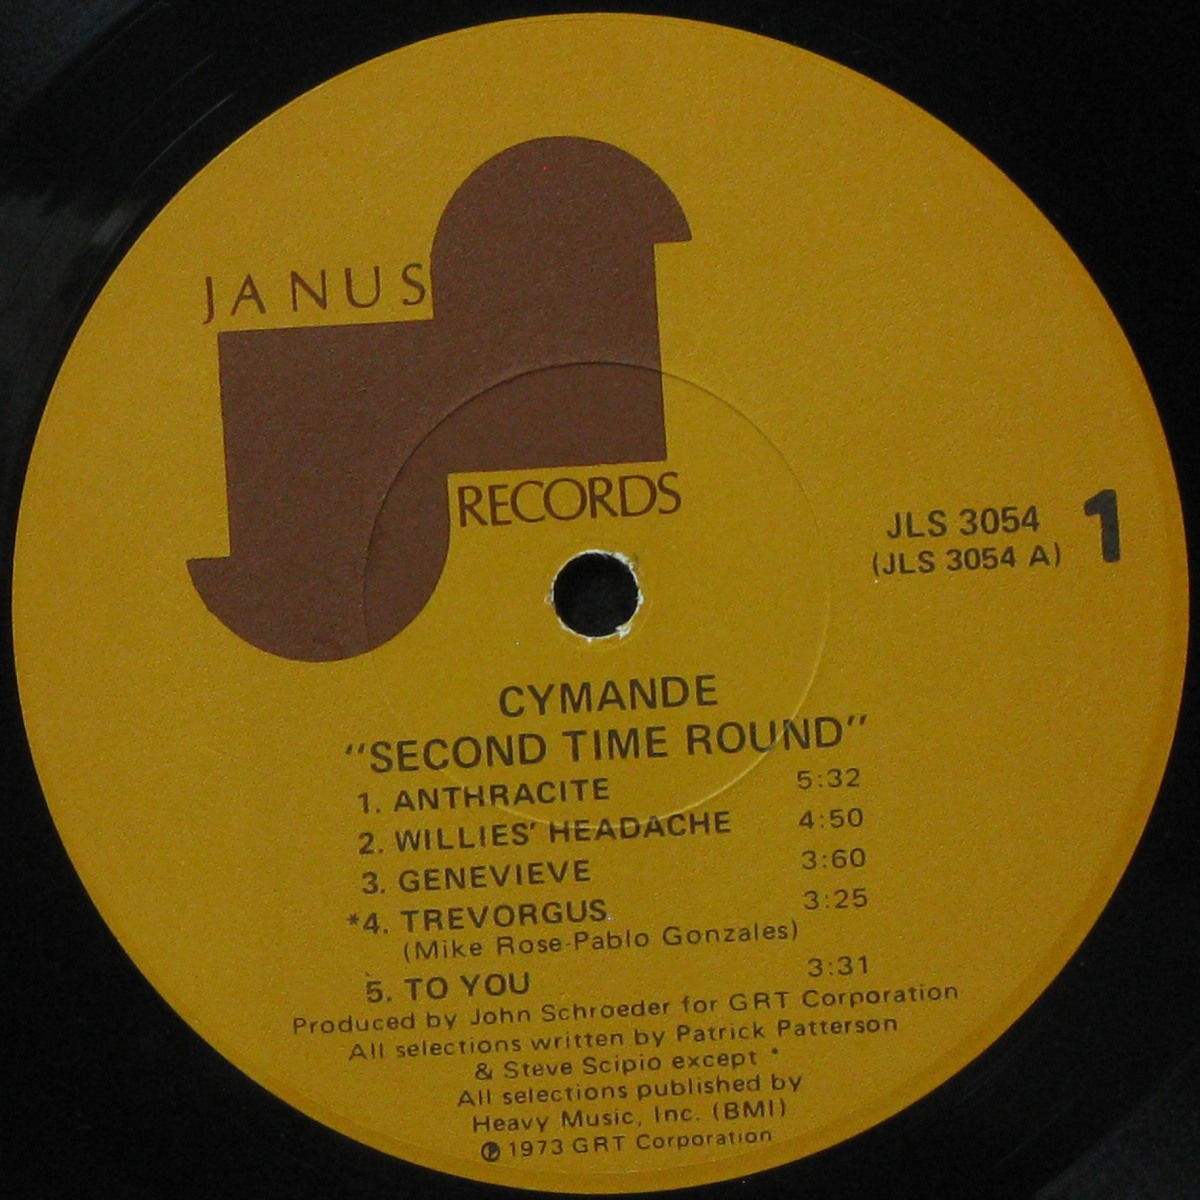 JANUS
RECORDS
JLS 3054 1
(JLS 3054 A)
CYMANDE
"SECOND TIME ROUND"
1. ANTHRACITE 5:32
2. WILLIES' HEADACHE 4:50
3. GENEVIEVE 3:60
*4. TREVORGUS 3:25
(Mike Rose-Pablo Gonzales)
5. TO YOU 3:31
Produced by John Schroeder for GRT Corporation
All selections written by Patrick Patterson
& Steve Scipio except *
All selections published by
Heavy Music, Inc. (BMI)
℗ 1973 GRT Corporation